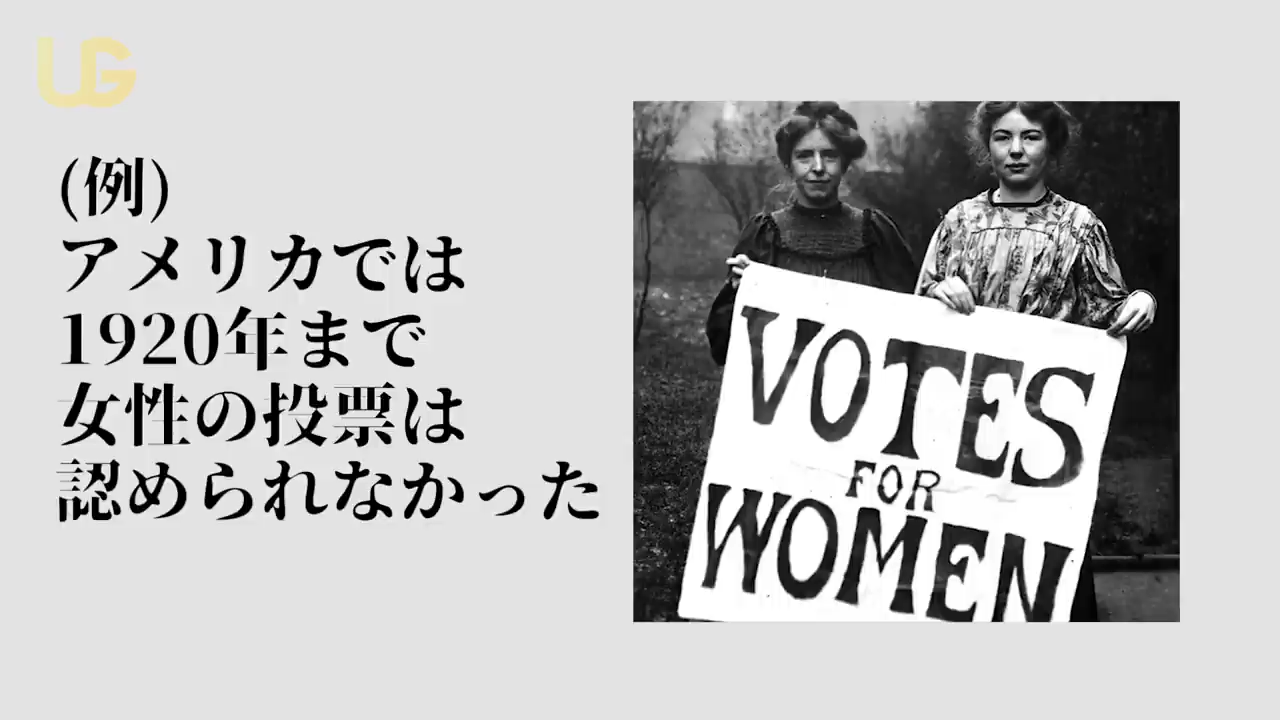 UG
(例)
アメリカでは
1920年まで
女性の投票は
認められなかった
VOTES
FOR
WOMEN